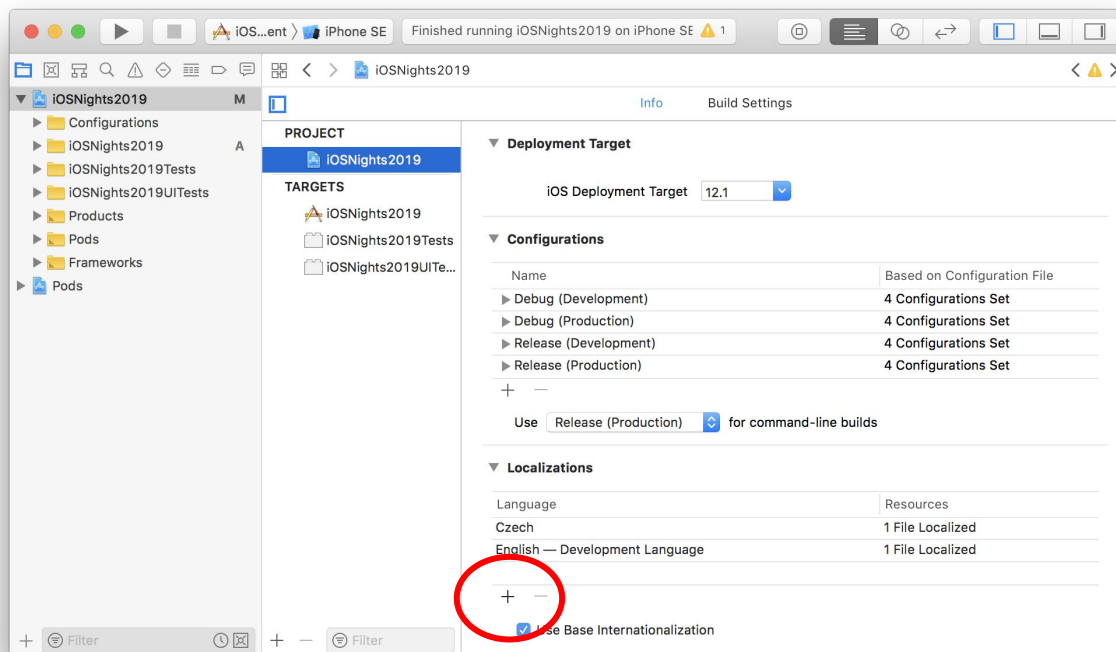 iOS...ent 〉 iPhone SE
Finished running iOSNights2019 on iPhone SE 1
iOSNights2019
iOSNights2019 M
Configurations
iOSNights2019 A
iOSNights2019Tests
iOSNights2019UITests
Products
Pods
Frameworks
Pods
Filter
Info Build Settings
PROJECT
iOSNights2019
TARGETS
iOSNights2019
iOSNights2019Tests
iOSNights2019UITe...
Filter
Deployment Target
iOS Deployment Target 12.1
Configurations
Name Based on Configuration File
Debug (Development) 4 Configurations Set
Debug (Production) 4 Configurations Set
Release (Development) 4 Configurations Set
Release (Production) 4 Configurations Set
+ −
Use Release (Production) for command-line builds
Localizations
Language Resources
Czech 1 File Localized
English — Development Language 1 File Localized
+ −
Use Base Internationalization